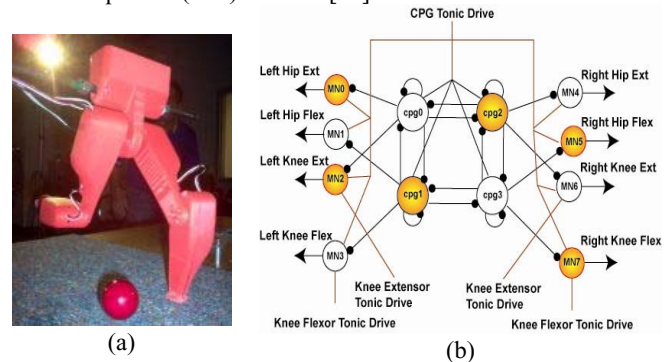 CPG Tonic Drive
Left Hip Ext
Right Hip Ext
MN0
MN4
cpg0
cpg2
Left Hip Flex
Right Hip Flex
MN1
MN5
Left Knee Ext
Right Knee Ext
MN2
MN6
cpg1
cpg3
Left Knee Flex
Right Knee Flex
MN3
MN7
Knee Extensor
Tonic Drive
Knee Extensor
Tonic Drive
Knee Flexor Tonic Drive
Knee Flexor Tonic Drive
(a)
(b)